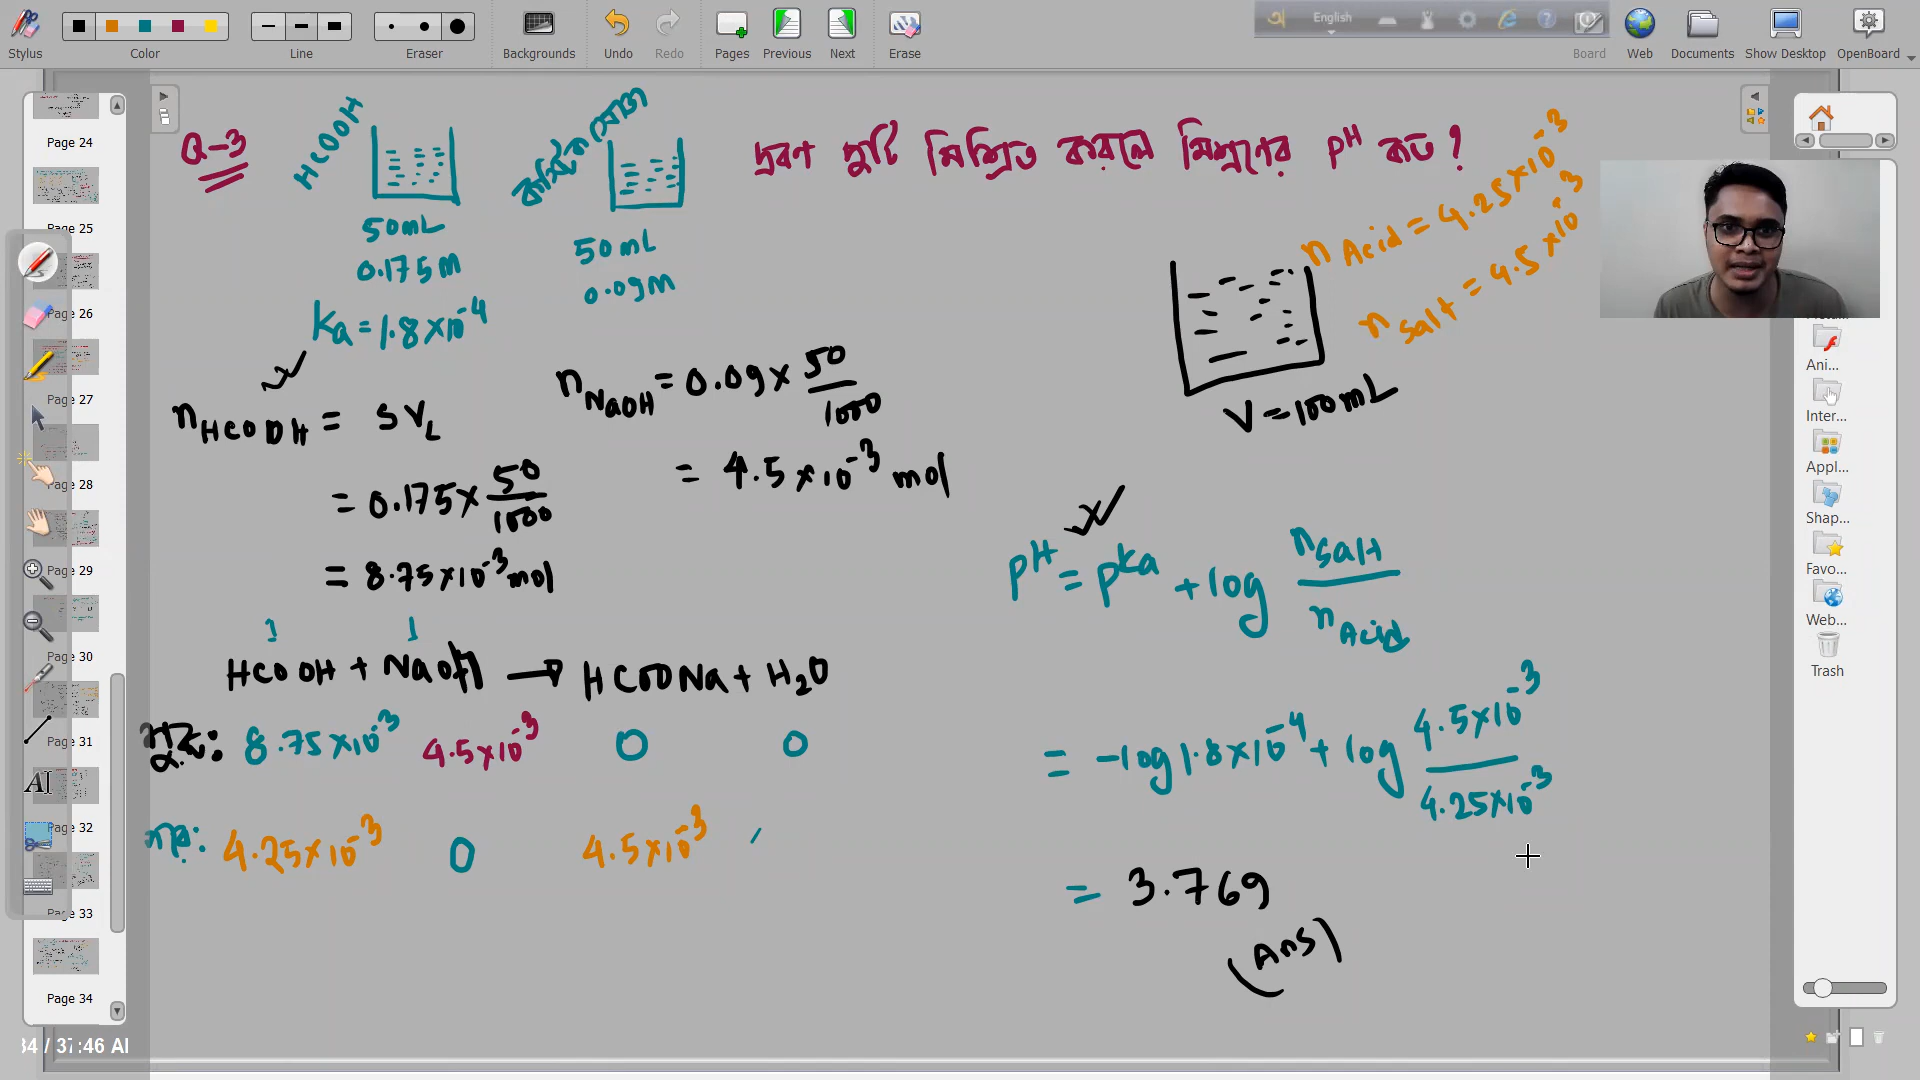 Stylus
Color
Line
Eraser
Backgrounds
Undo
Redo
Pages
Previous
Next
Erase
English
Board
Web
Documents
Show Desktop
OpenBoard
Page 24
Page 25
Page 26
Page 27
Page 28
Page 29
Page 30
Page 31
Page 32
Page 33
Page 34
Q-3
HCOOH
কস্টিক সোডা
দ্রবণ দুটি মিশ্রিত করলে মিশ্রণের pH কত?
50mL
0.175M
Ka=1.8×10⁻⁴
50mL
0.09M
n Acid = 4.25×10⁻³
n salt = 4.5×10⁻³
V=100mL
nHCOOH = SVL
= 0.175 × 50/1000
= 8.75×10⁻³ mol
nNaOH = 0.09 × 50/1000
= 4.5×10⁻³ mol
1 1
HCOOH + NaOH → HCOONa + H₂O
8.75×10⁻³ 4.5×10⁻³ 0 0
4.25×10⁻³ 0 4.5×10⁻³
pH = pKa + log n salt / n Acid
= -log 1.8×10⁻⁴ + log 4.5×10⁻³ / 4.25×10⁻³
= 3.769
(Ans)
Ani...
Inter...
Appl...
Shap...
Favo...
Web...
Trash